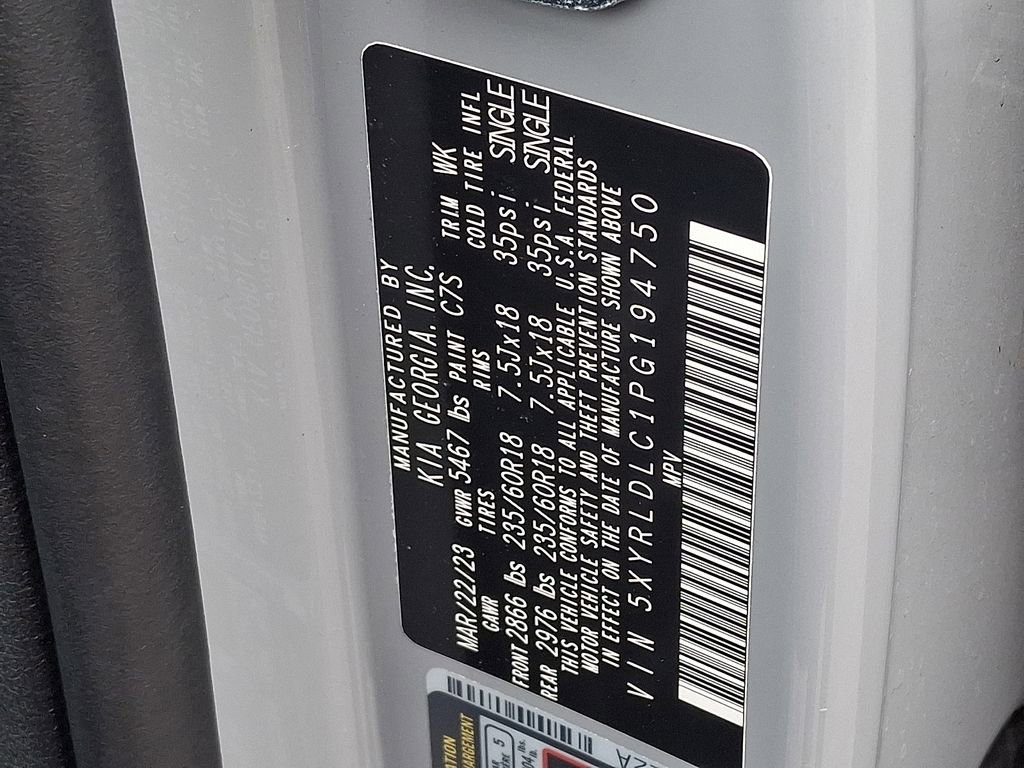 MANUFACTURED BY
KIA GEORGIA, INC.
MAR/22/23 GVWR 5467 lbs PAINT C7S TRIM WK
GAWR TIRES RIMS COLD TIRE INFL
FRONT 2866 lbs 235/60R18 7.5Jx18 35psi SINGLE
REAR 2976 lbs 235/60R18 7.5Jx18 35psi SINGLE
THIS VEHICLE CONFORMS TO ALL APPLICABLE U.S.A. FEDERAL
MOTOR VEHICLE SAFETY AND THEFT PREVENTION STANDARDS
IN EFFECT ON THE DATE OF MANUFACTURE SHOWN ABOVE
VIN 5XYRLDLC1PG194750
MPV
5